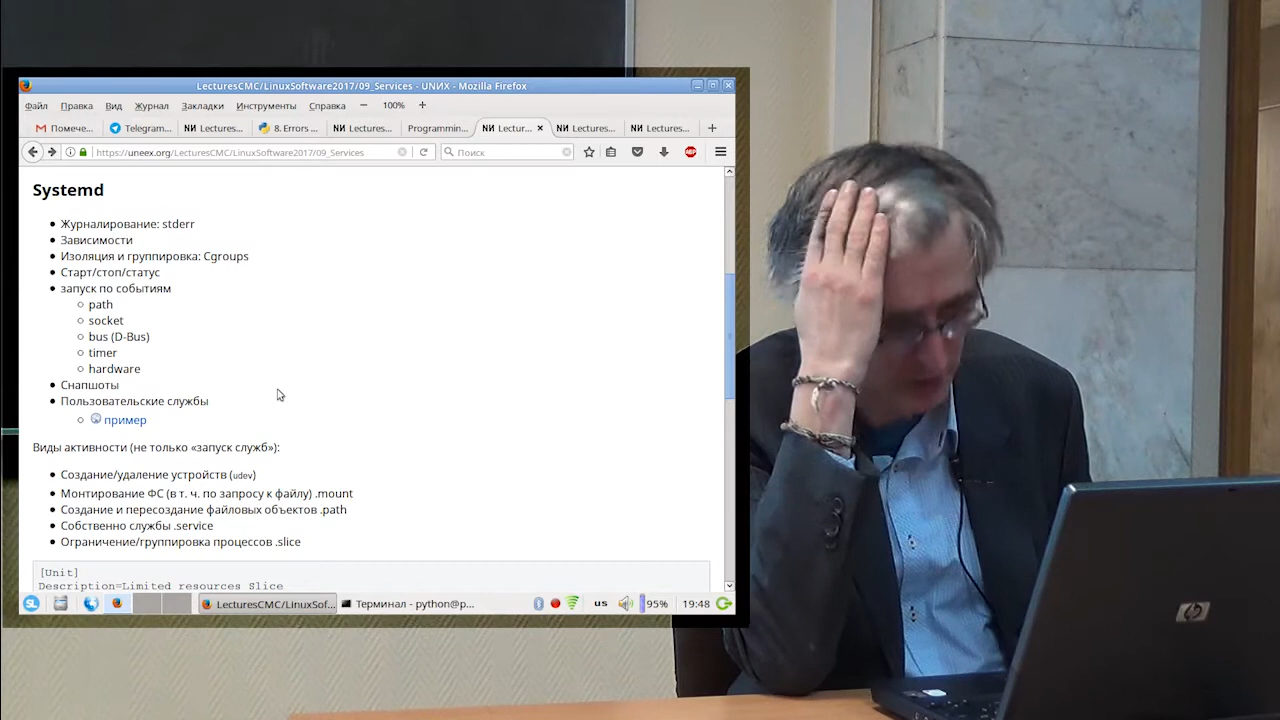 LecturesCMC/LinuxSoftware2017/09_Services - UNИX - Mozilla Firefox
Файл Правка Вид Журнал Закладки Инструменты Справка − 100% +
Помече... Telegram... Lectures... 8. Errors ... Lectures... Programmin... Lectur... Lectures... Lectures...
https://uneex.org/LecturesCMC/LinuxSoftware2017/09_Services Поиск ABP
Systemd
Журналирование: stderr
Зависимости
Изоляция и группировка: Cgroups
Старт/стоп/статус
запуск по событиям
path
socket
bus (D-Bus)
timer
hardware
Снапшоты
Пользовательские службы
пример
Виды активности (не только «запуск служб»):
Создание/удаление устройств (udev)
Монтирование ФС (в т. ч. по запросу к файлу) .mount
Создание и пересоздание файловых объектов .path
Собственно службы .service
Ограничение/группировка процессов .slice
[Unit]
Description=Limited resources Slice
SL LecturesCMC/LinuxSof... Терминал - python@p... us 95% 19:48
hp